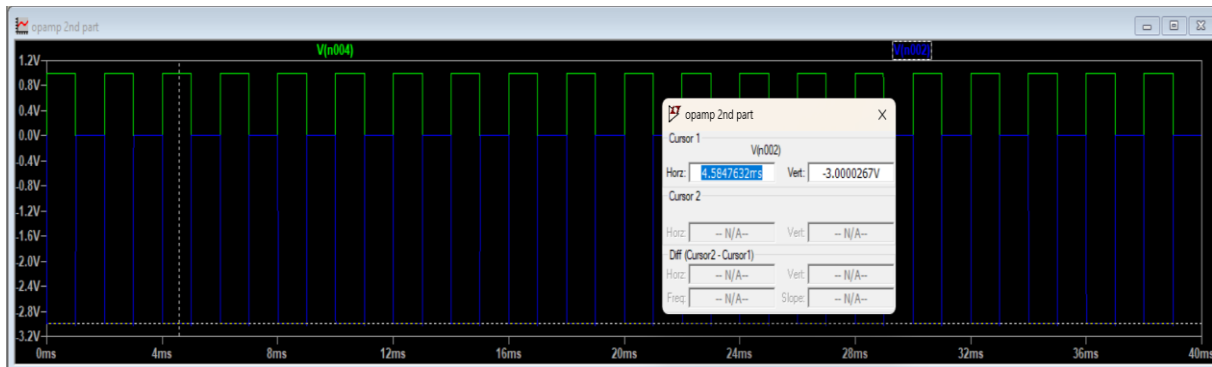 opamp 2nd part
V(n004)
V(n002)
1.2V
0.8V
0.4V
0.0V
-0.4V
-0.8V
-1.2V
-1.6V
-2.0V
-2.4V
-2.8V
-3.2V
0ms
4ms
8ms
12ms
16ms
20ms
24ms
28ms
32ms
36ms
40ms
opamp 2nd part
X
Cursor 1
V(n002)
Horz: 4.5847632ms Vert: -3.0000267V
Cursor 2
Horz: -- N/A-- Vert: -- N/A--
Diff (Cursor2 - Cursor1)
Horz: -- N/A-- Vert: -- N/A--
Freq: -- N/A-- Slope: -- N/A--